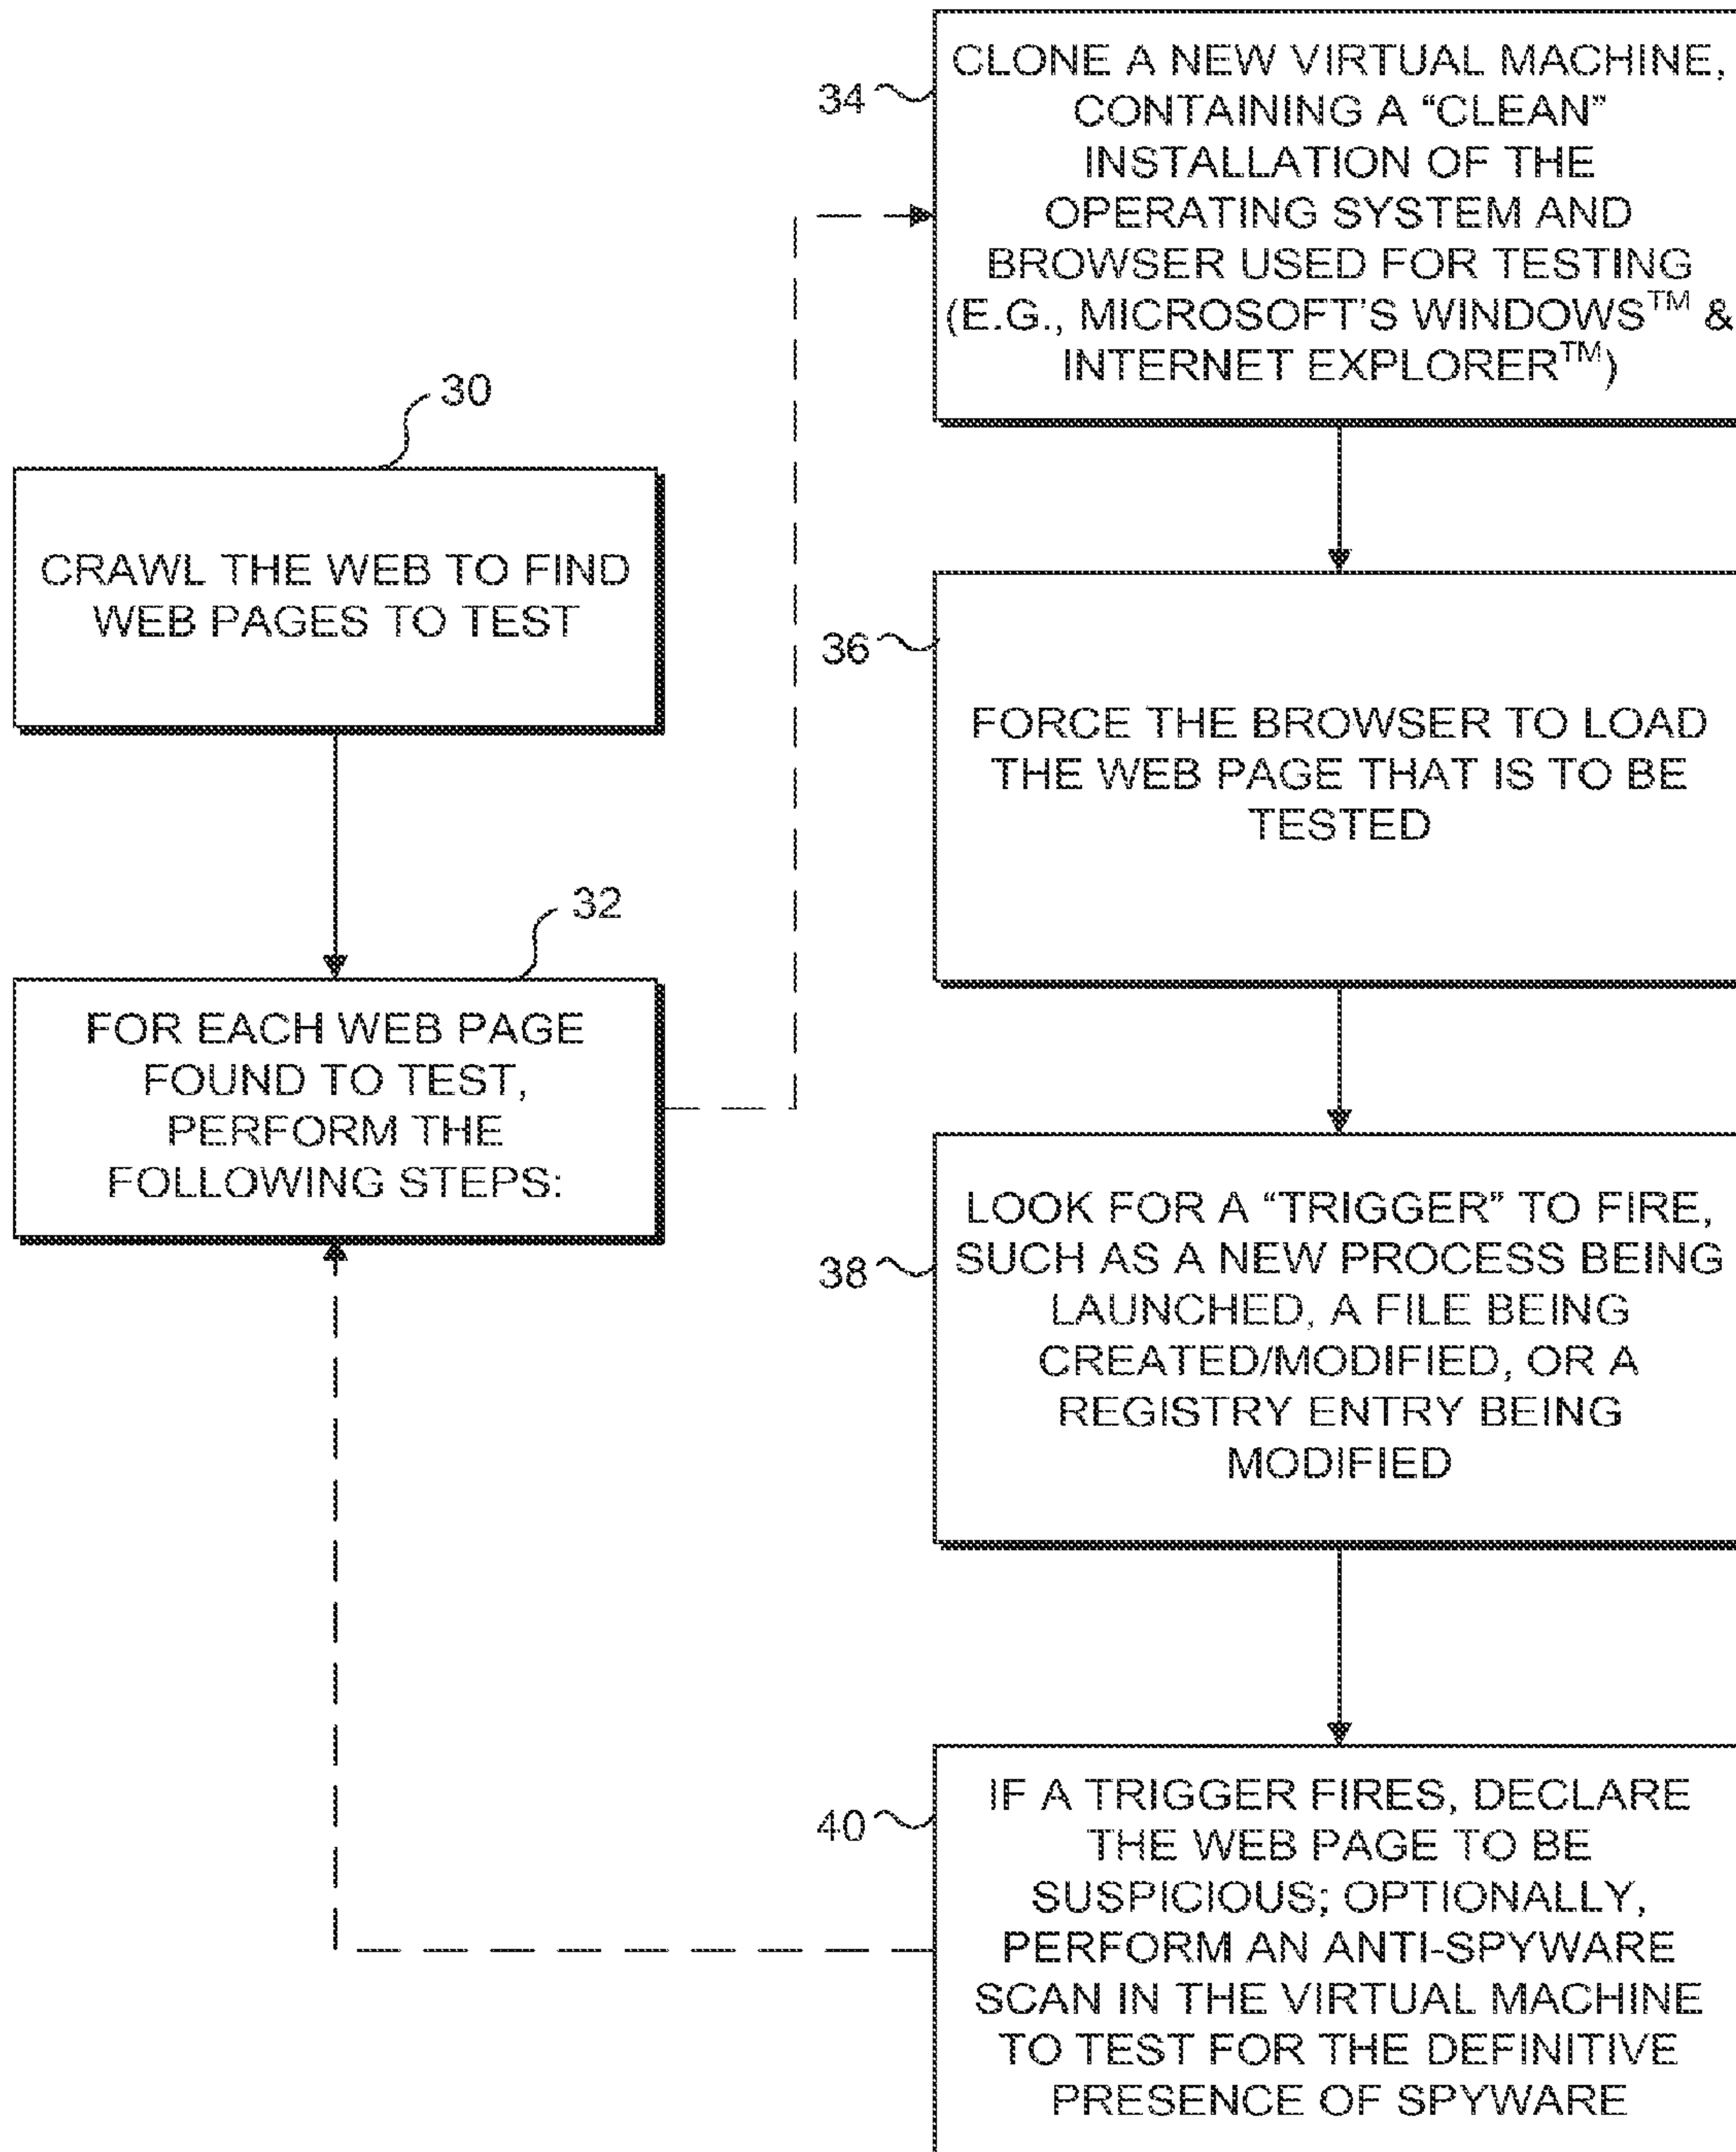 30
CRAWL THE WEB TO FIND
WEB PAGES TO TEST
32
FOR EACH WEB PAGE
FOUND TO TEST,
PERFORM THE
FOLLOWING STEPS:
34
CLONE A NEW VIRTUAL MACHINE,
CONTAINING A “CLEAN”
INSTALLATION OF THE
OPERATING SYSTEM AND
BROWSER USED FOR TESTING
(E.G., MICROSOFT'S WINDOWS™ &
INTERNET EXPLORER™)
36
FORCE THE BROWSER TO LOAD
THE WEB PAGE THAT IS TO BE
TESTED
38
LOOK FOR A “TRIGGER” TO FIRE,
SUCH AS A NEW PROCESS BEING
LAUNCHED, A FILE BEING
CREATED/MODIFIED, OR A
REGISTRY ENTRY BEING
MODIFIED
40
IF A TRIGGER FIRES, DECLARE
THE WEB PAGE TO BE
SUSPICIOUS; OPTIONALLY,
PERFORM AN ANTI-SPYWARE
SCAN IN THE VIRTUAL MACHINE
TO TEST FOR THE DEFINITIVE
PRESENCE OF SPYWARE